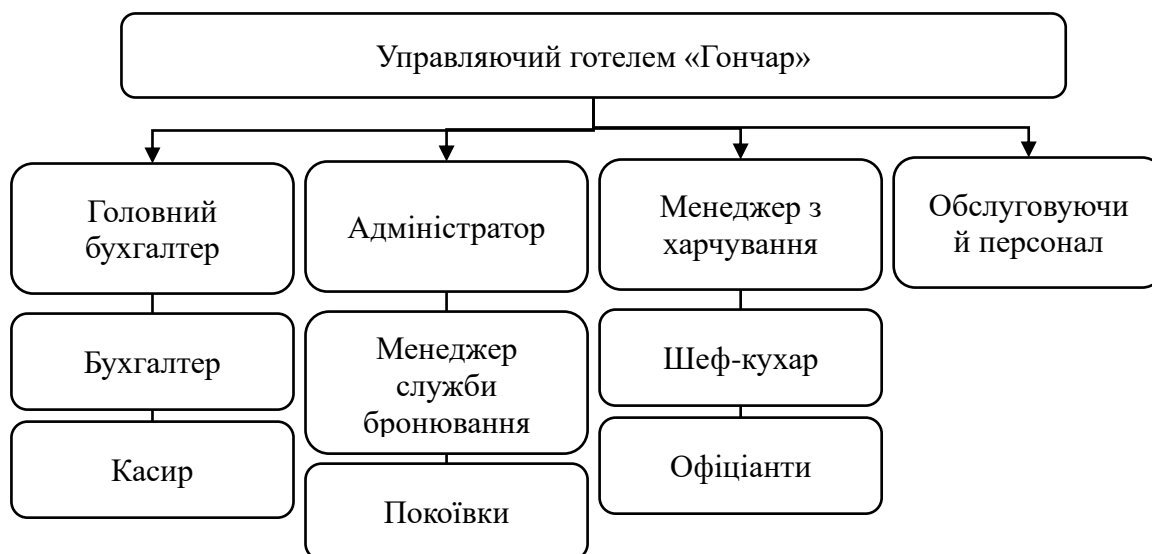 Управляючий готелем «Гончар»
Головний
бухгалтер
Адміністратор
Менеджер з
харчування
Обслуговуючи
й персонал
Бухгалтер
Менеджер
служби
бронювання
Шеф-кухар
Касир
Покоївки
Офіціанти